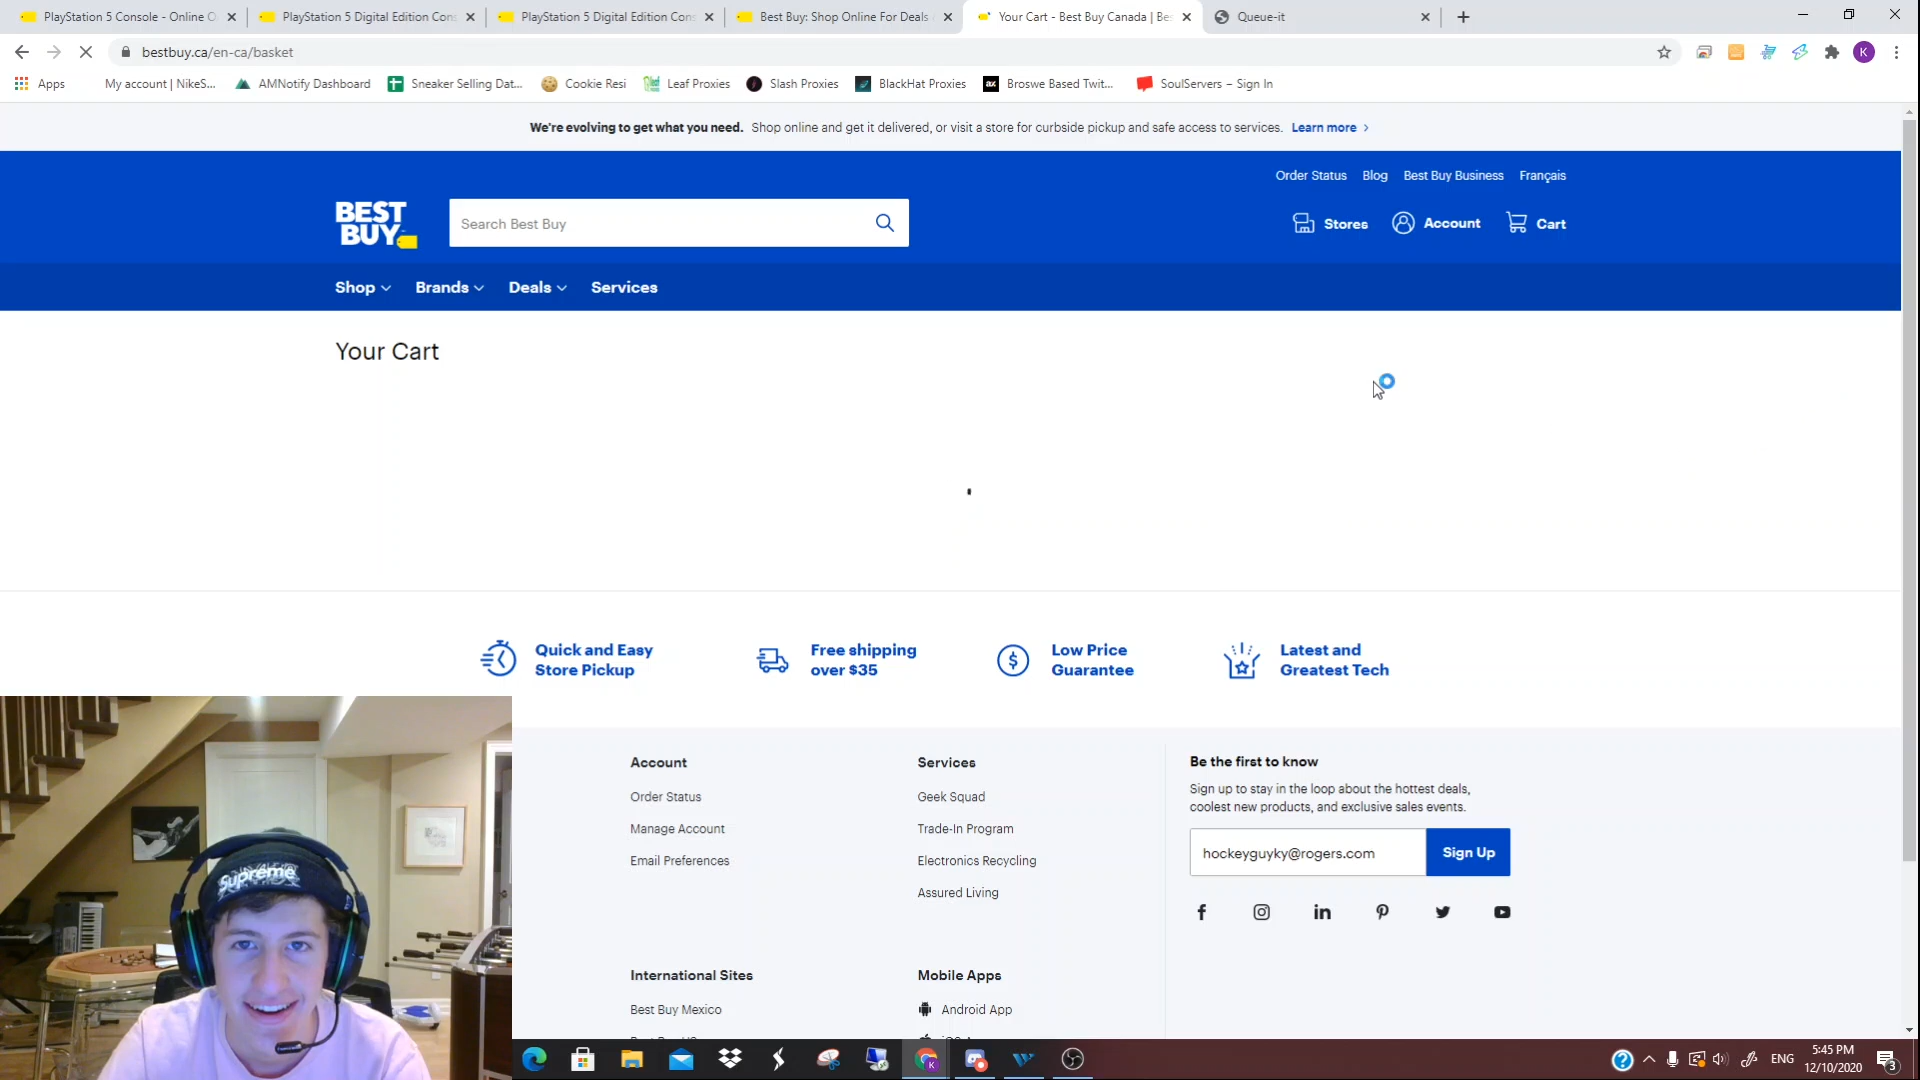 PlayStation 5 Console - Online O
PlayStation 5 Digital Edition Cons
PlayStation 5 Digital Edition Cons
Best Buy: Shop Online For Deals
Your Cart - Best Buy Canada | Be
Queue-it
bestbuy.ca/en-ca/basket
K
Apps
My account | NikeS...
AMNotify Dashboard
Sneaker Selling Dat...
Cookie Resi
Leaf Proxies
Slash Proxies
BlackHat Proxies
Broswe Based Twit...
SoulServers – Sign In
We're evolving to get what you need. Shop online and get it delivered, or visit a store for curbside pickup and safe access to services. Learn more >
Order Status
Blog
Best Buy Business
Français
BEST
BUY
Search Best Buy
Stores
Account
Cart
Shop
Brands
Deals
Services
Your Cart
Quick and Easy
Store Pickup
Free shipping
over $35
Low Price
Guarantee
Latest and
Greatest Tech
Account
Order Status
Manage Account
Email Preferences
Services
Geek Squad
Trade-In Program
Electronics Recycling
Assured Living
Be the first to know
Sign up to stay in the loop about the hottest deals,
coolest new products, and exclusive sales events.
hockeyguyky@rogers.com
Sign Up
International Sites
Best Buy Mexico
Mobile Apps
Android App
Supreme
ENG
5:45 PM
12/10/2020
3